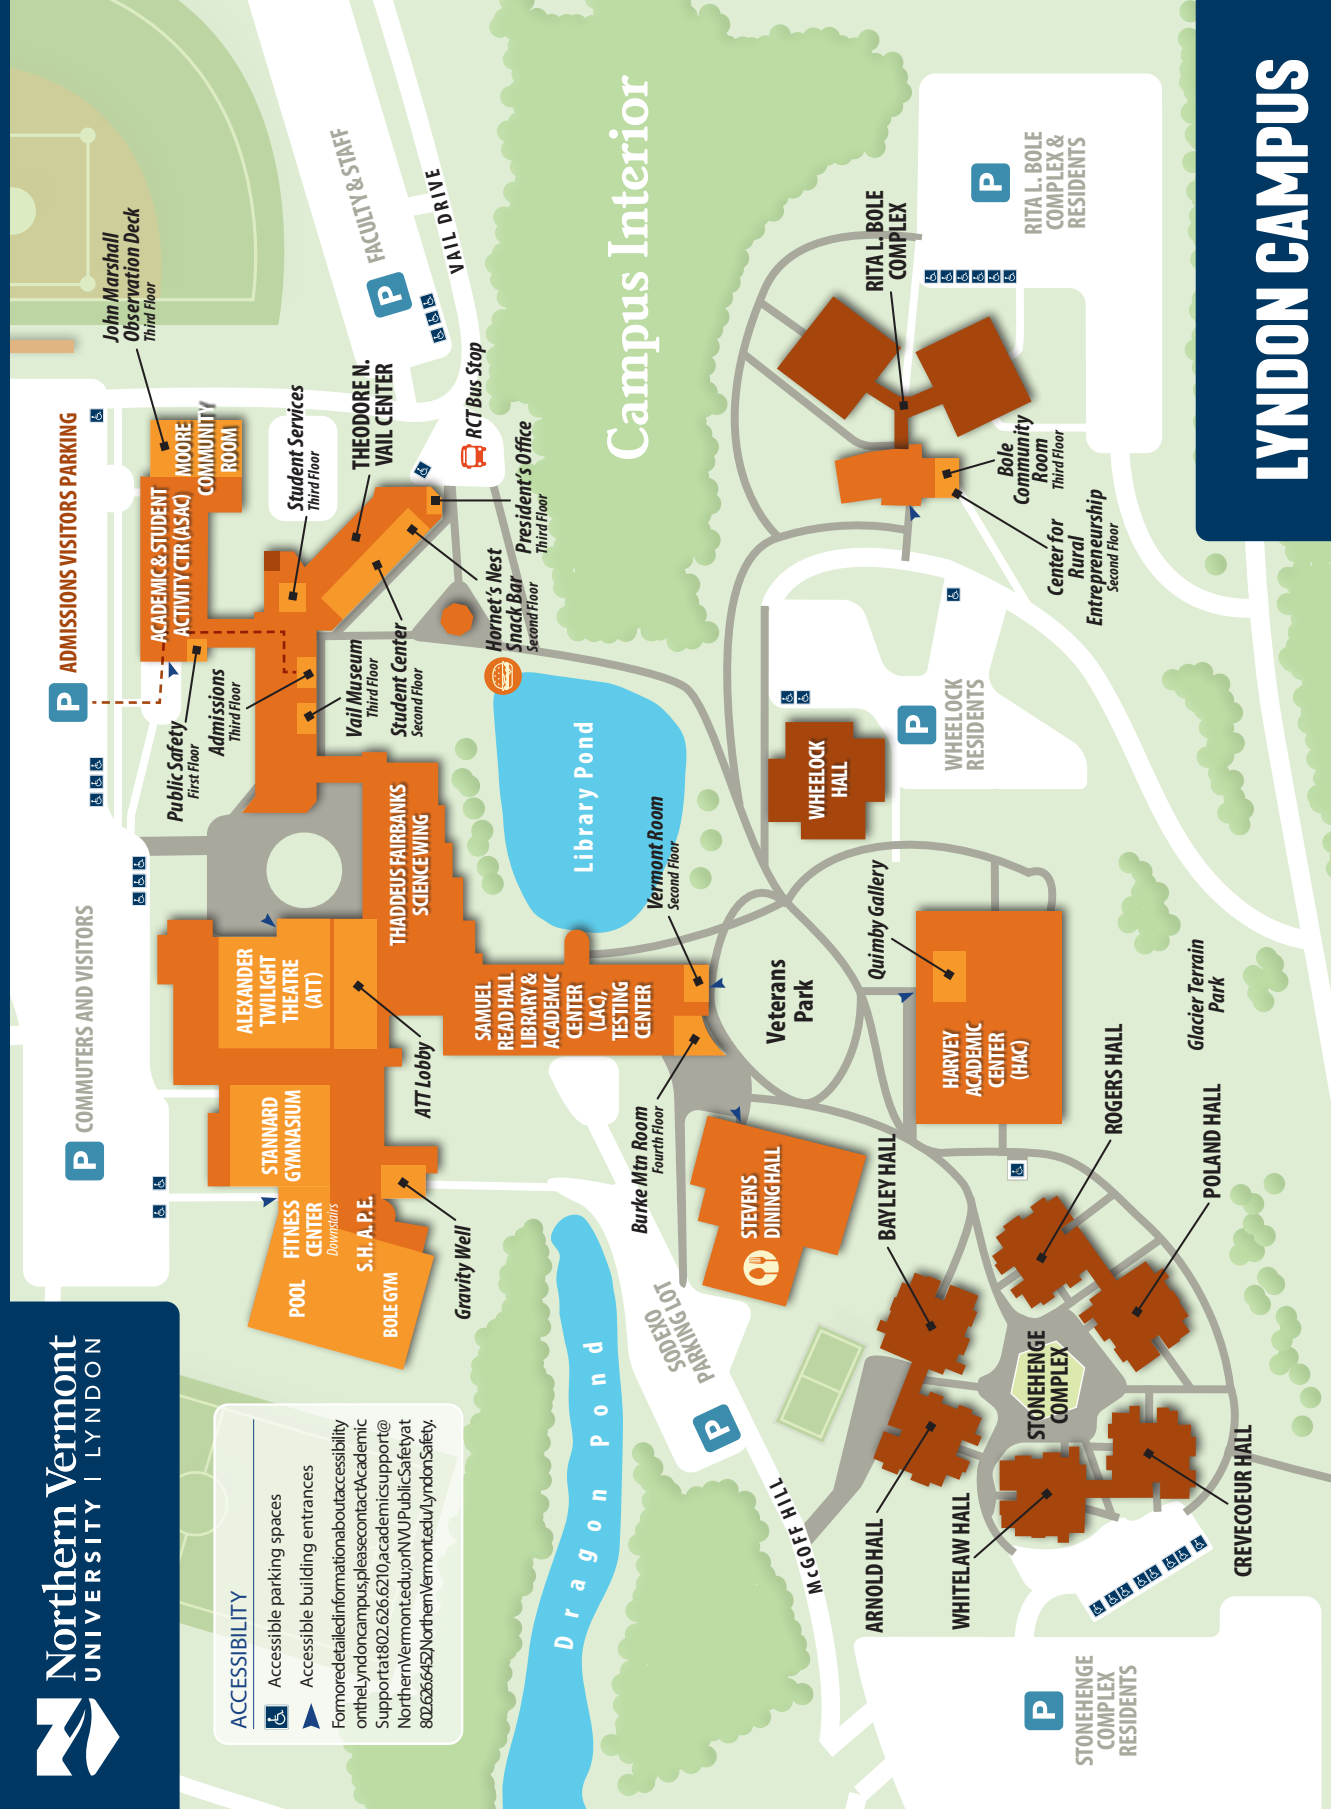 Northern Vermont
UNIVERSITY | LYNDON
ACCESSIBILITY
Accessible parking spaces
Accessible building entrances
For more detailed information about accessibility
on the Lyndon campus, please contact Academic
Support at 802.626.6210, academicsupport@
NorthernVermont.edu; or NVU Public Safety at
802.626.6452, NorthernVermont.edu/LyndonSafety.
P
COMMUTERS AND VISITORS
P
ADMISSIONS VISITORS PARKING
John Marshall
Observation Deck
Third Floor
MOORE
COMMUNITY
ROOM
ACADEMIC & STUDENT
ACTIVITY CTR (ASAC)
Public Safety
First Floor
Admissions
Third Floor
Student Services
Third Floor
THEODORE N.
VAIL CENTER
P
FACULTY & STAFF
VAIL DRIVE
RCT Bus Stop
President's Office
Third Floor
Hornet's Nest
Snack Bar
Second Floor
Student Center
Second Floor
Vail Museum
Third Floor
ALEXANDER
TWILIGHT
THEATRE
(ATT)
ATT Lobby
THADDEUS FAIRBANKS
SCIENCE WING
STANNARD
GYMNASIUM
FITNESS
CENTER
Downstairs
POOL
S.H.A.P.E.
BOLE GYM
Gravity Well
SAMUEL
READ HALL
LIBRARY &
ACADEMIC
CENTER
(LAC),
TESTING
CENTER
Library Pond
Vermont Room
Second Floor
Burke Mtn Room
Fourth Floor
Campus Interior
Dragon Pond
SODEXO
PARKING LOT
P
McGOFF HILL
STEVENS
DINING HALL
Veterans
Park
WHEELOCK
HALL
P
WHEELOCK
RESIDENTS
RITA L. BOLE
COMPLEX
P
RITA L. BOLE
COMPLEX &
RESIDENTS
Bole
Community
Room
Third Floor
Center for
Rural
Entrepreneurship
Second Floor
Quimby Gallery
HARVEY
ACADEMIC
CENTER
(HAC)
Glacier Terrain
Park
BAYLEY HALL
ROGERS HALL
POLAND HALL
STONEHENGE
COMPLEX
ARNOLD HALL
WHITELAW HALL
CREVECOEUR HALL
P
STONEHENGE
COMPLEX
RESIDENTS
LYNDON CAMPUS